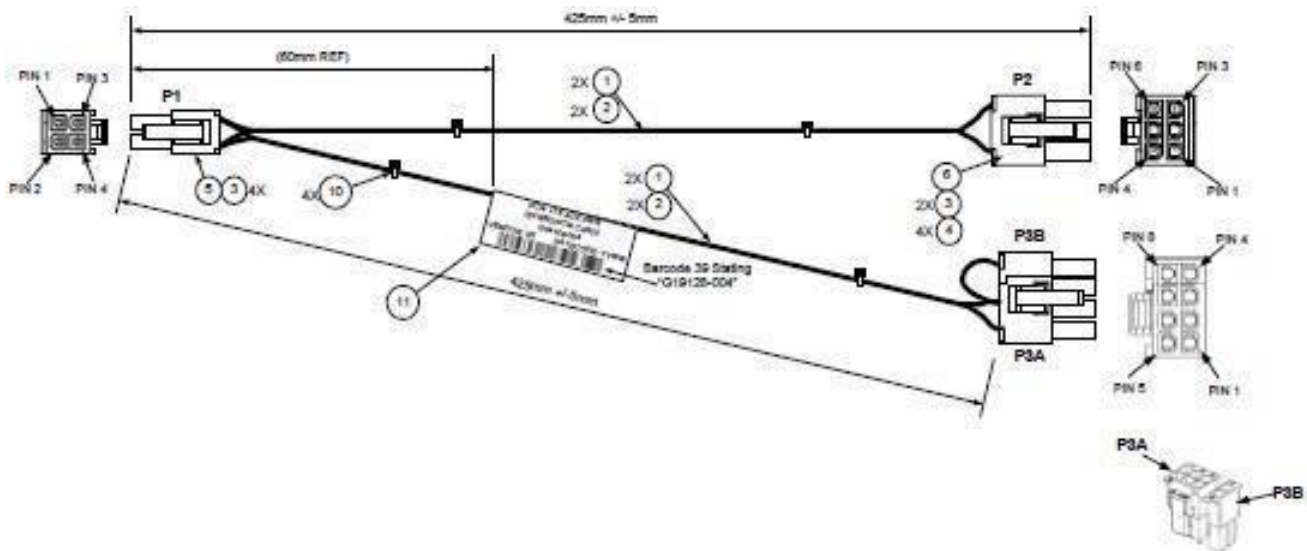 425mm +/- 5mm
(60mm REF)
PIN 1
PIN 3
P1
PIN 2
PIN 4
5
3
4X
4X
10
2X
1
2X
2
P2
PIN 6
PIN 3
PIN 4
PIN 1
6
2X
3
4X
4
2X
1
2X
2
Barcode 39 Stating
"G19128-004"
11
425mm +/-5mm
P3B
P3A
PIN 8
PIN 4
PIN 5
PIN 1
P3A
P3B